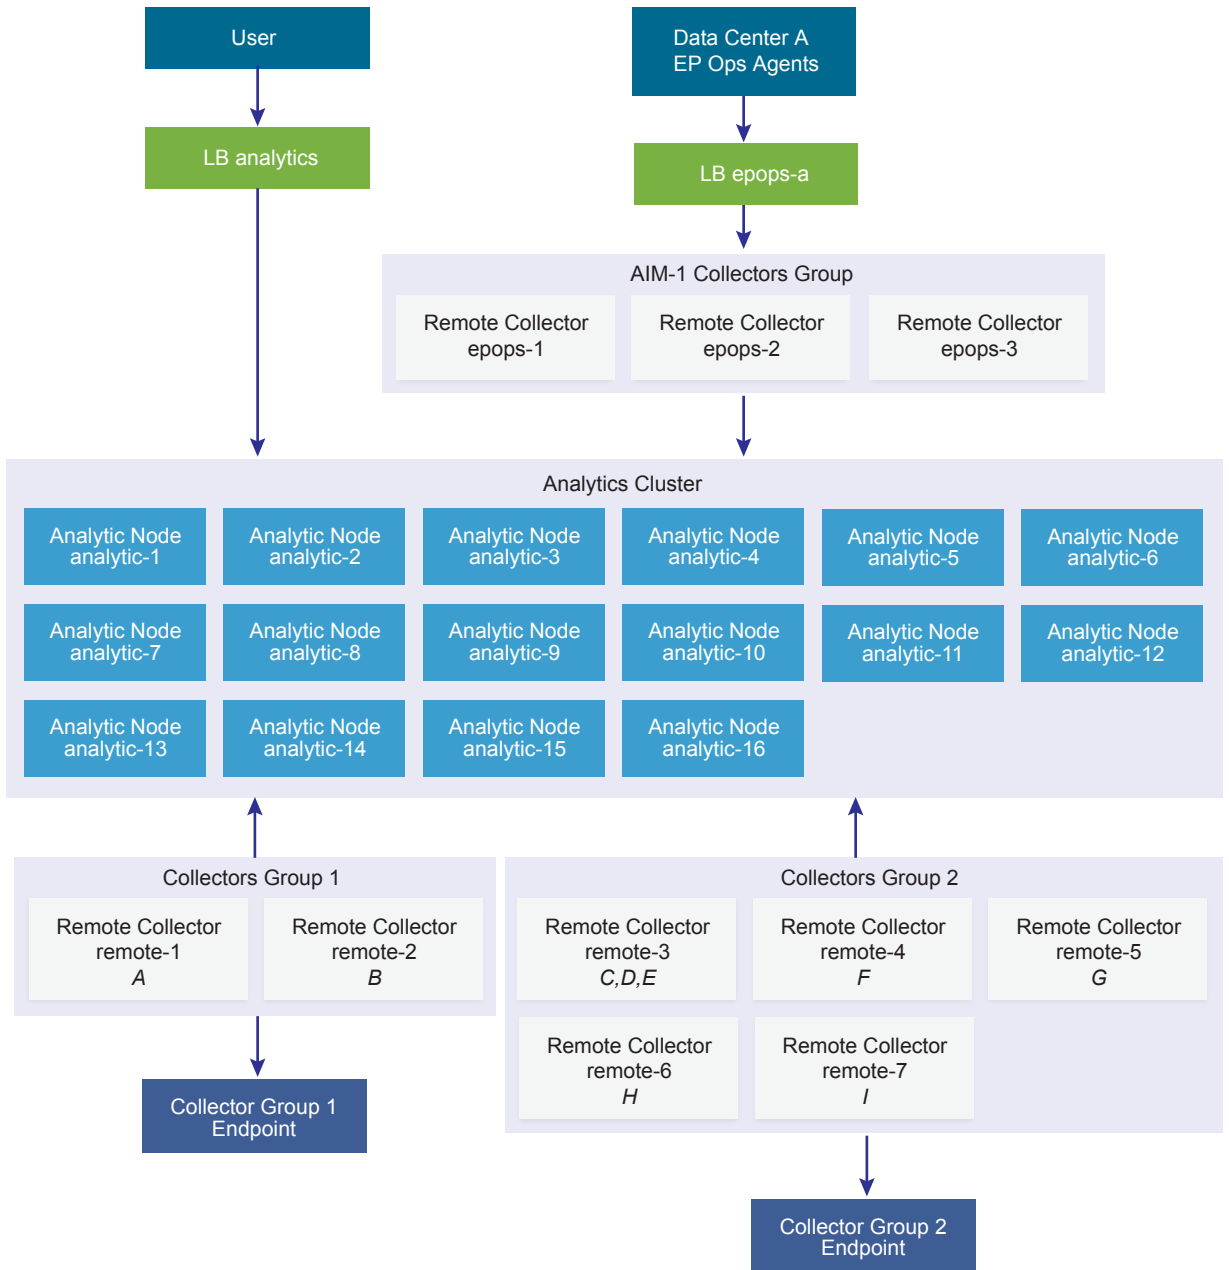 User
Data Center A
EP Ops Agents
LB analytics
LB epops-a
AIM-1 Collectors Group
Remote Collector
epops-1
Remote Collector
epops-2
Remote Collector
epops-3
Analytics Cluster
Analytic Node
analytic-1
Analytic Node
analytic-2
Analytic Node
analytic-3
Analytic Node
analytic-4
Analytic Node
analytic-5
Analytic Node
analytic-6
Analytic Node
analytic-7
Analytic Node
analytic-8
Analytic Node
analytic-9
Analytic Node
analytic-10
Analytic Node
analytic-11
Analytic Node
analytic-12
Analytic Node
analytic-13
Analytic Node
analytic-14
Analytic Node
analytic-15
Analytic Node
analytic-16
Collectors Group 1
Remote Collector
remote-1
A
Remote Collector
remote-2
B
Collector Group 1
Endpoint
Collectors Group 2
Remote Collector
remote-3
C,D,E
Remote Collector
remote-4
F
Remote Collector
remote-5
G
Remote Collector
remote-6
H
Remote Collector
remote-7
I
Collector Group 2
Endpoint